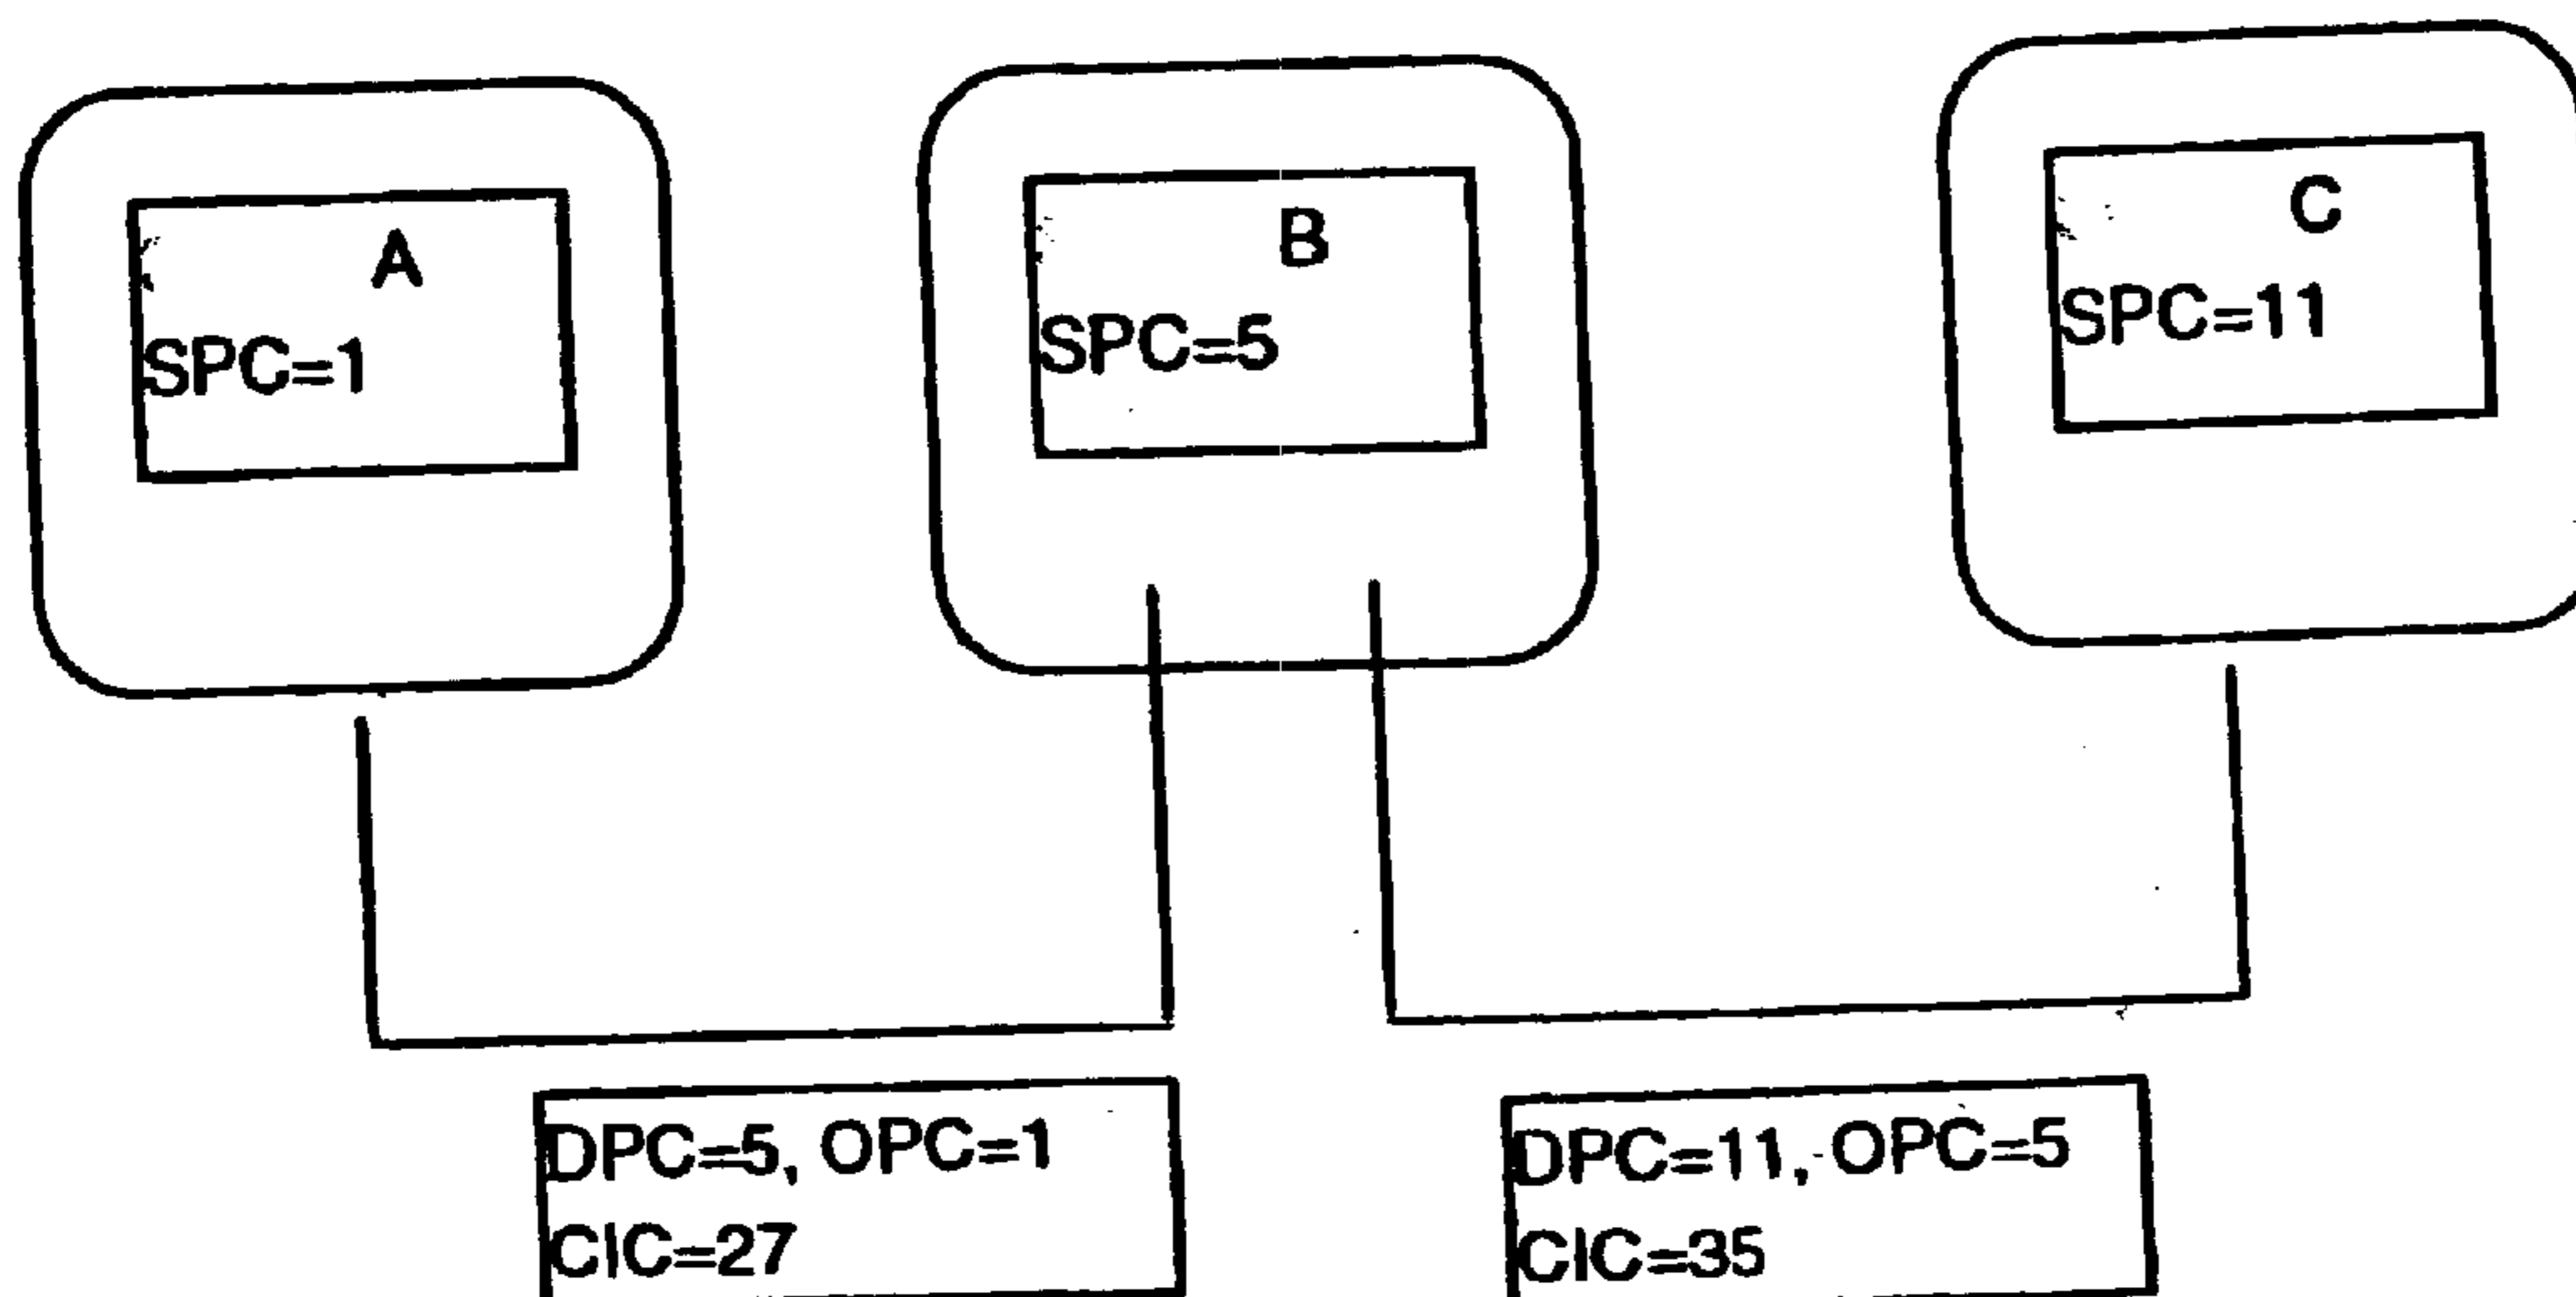 A
SPC=1
B
SPC=5
C
SPC=11
DPC=5, OPC=1
CIC=27
DPC=11, OPC=5
CIC=35